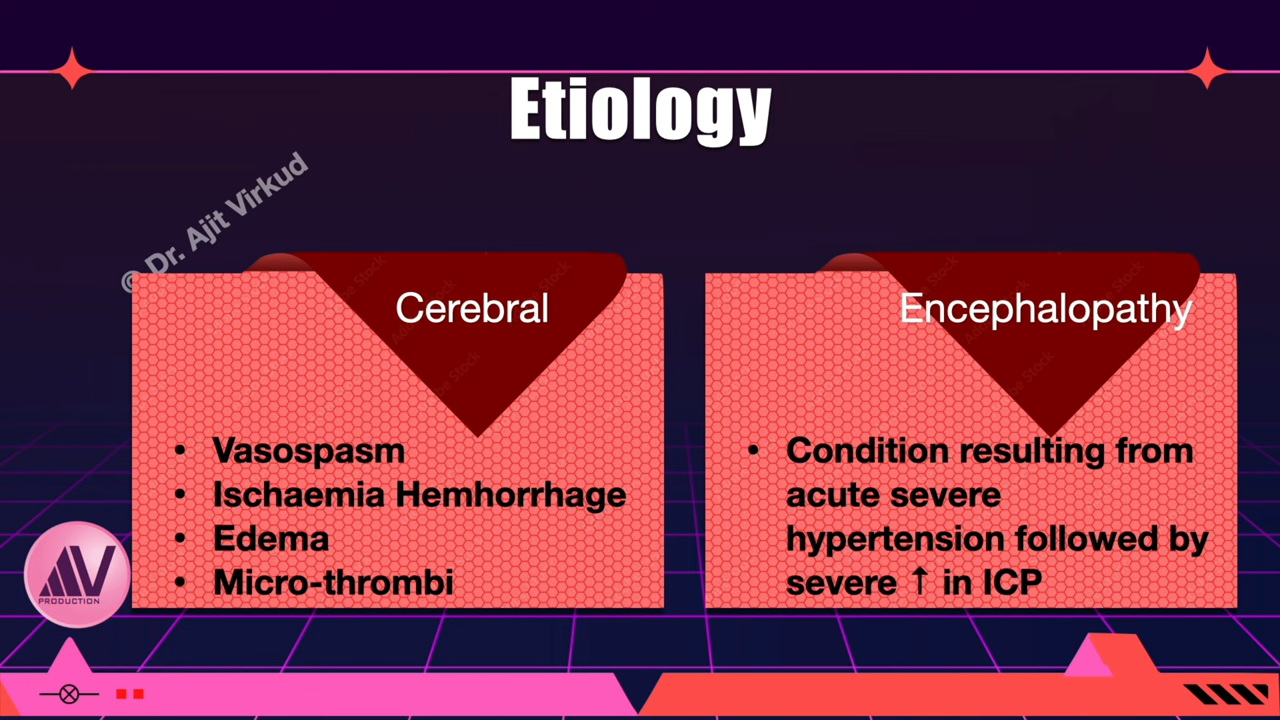 Etiology
© Dr. Ajit Virkud
Cerebral
• Vasospasm
• Ischaemia Hemhorrhage
• Edema
• Micro-thrombi
Encephalopathy
• Condition resulting from
acute severe
hypertension followed by
severe ↑ in ICP
AV
PRODUCTION